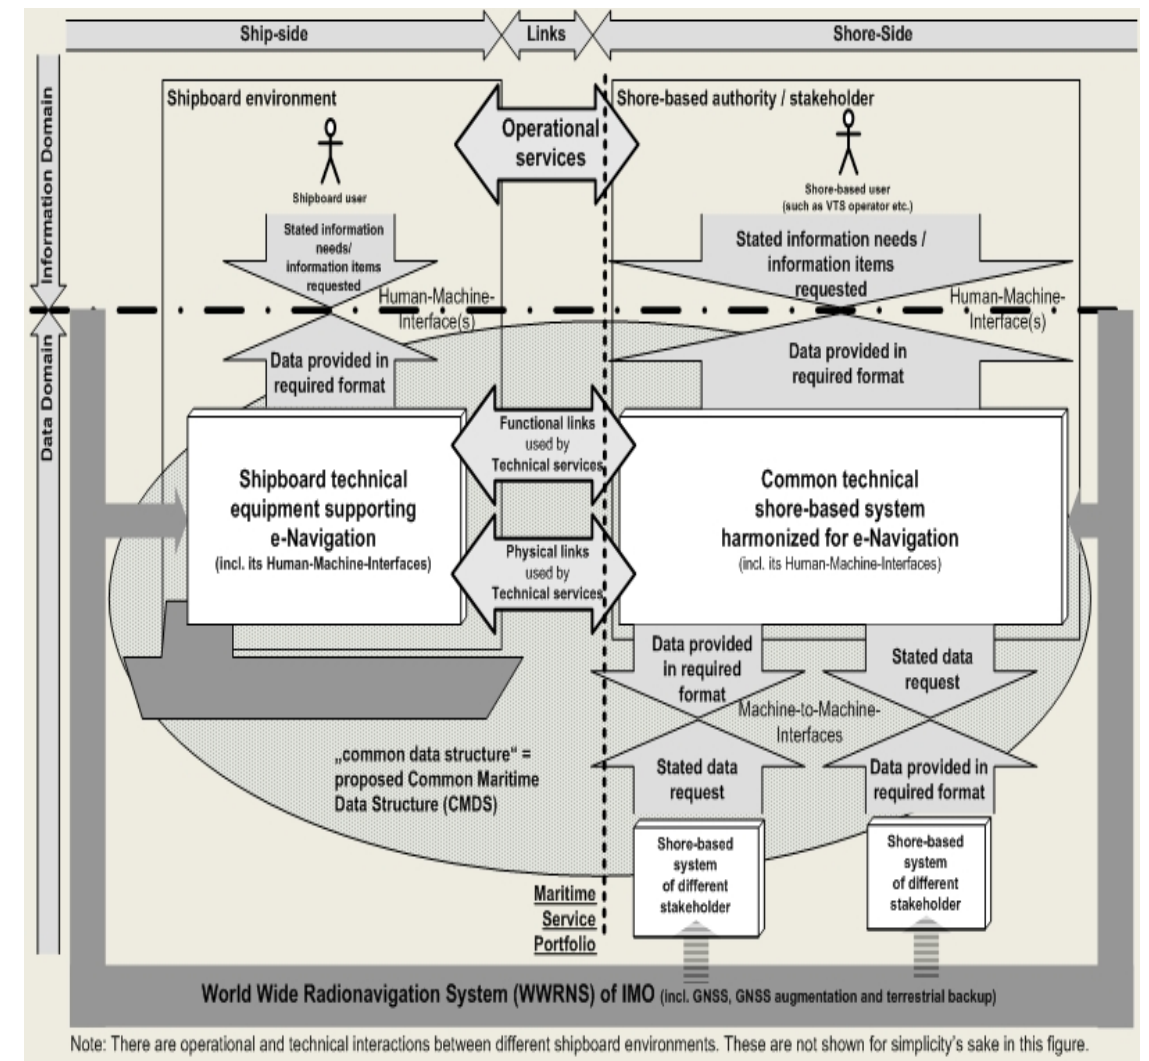 Ship-side
Links
Shore-Side
Information Domain
Data Domain
Shipboard environment
Shore-based authority / stakeholder
Operational
services
Shipboard user
Shore-based user
(such as VTS operator etc.)
Stated information
needs/
information items
requested
Stated information needs /
information items
requested
Human-Machine-
Interface(s)
Human-Machine-
Interface(s)
Data provided in
required format
Data provided in
required format
Functional links
used by
Technical services
Shipboard technical
equipment supporting
e-Navigation
(incl. its Human-Machine-Interfaces)
Common technical
shore-based system
harmonized for e-Navigation
(incl. its Human-Machine-Interfaces)
Physical links
used by
Technical services
Data provided
in required
format
Stated data
request
Machine-to-Machine-
Interfaces
„common data structure“ =
proposed Common Maritime
Data Structure (CMDS)
Stated data
request
Data provided in
required format
Shore-based
system
of different
stakeholder
Shore-based
system
of different
stakeholder
Maritime
Service
Portfolio
World Wide Radionavigation System (WWRNS) of IMO (incl. GNSS, GNSS augmentation and terrestrial backup)
Note: There are operational and technical interactions between different shipboard environments. These are not shown for simplicity's sake in this figure.